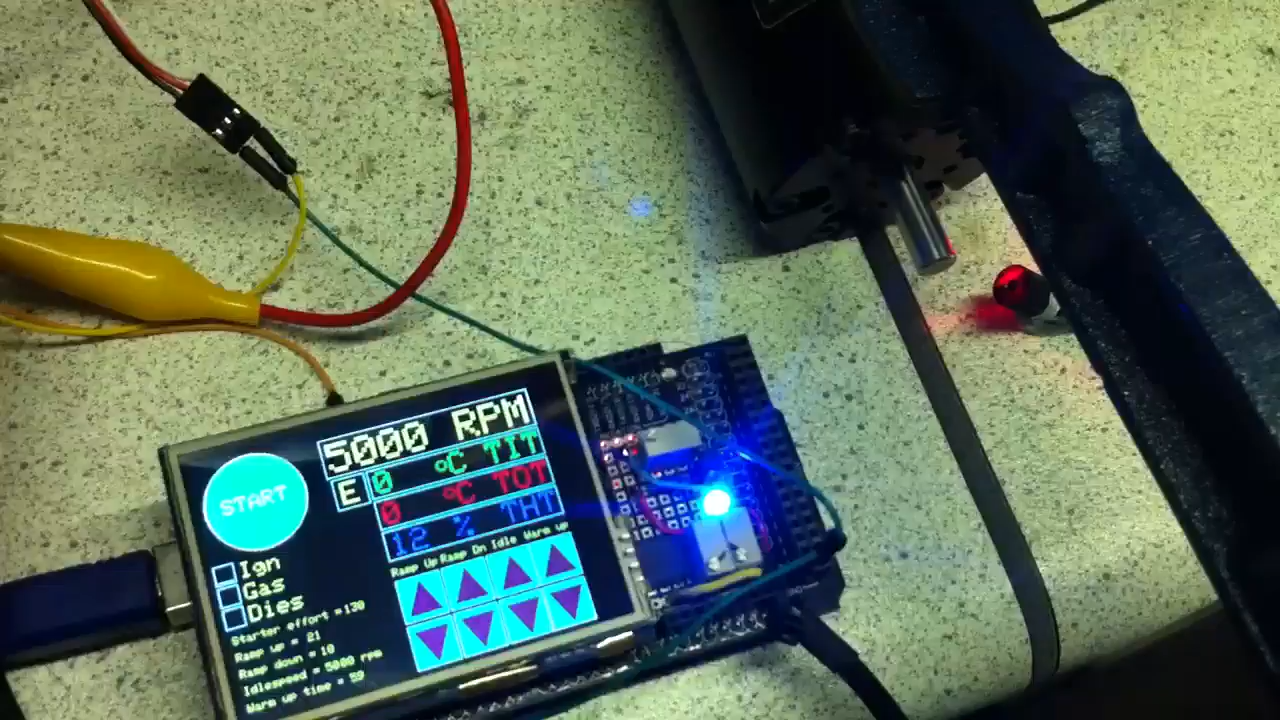 5000 RPM
START
E
0 °C TIT
0 °C TOT
12 % THT
Ramp Up Ramp Dn Idle Warm up
Ign
Gas
Dies
Starter effort =130
Ramp up = 21
Ramp down = 10
Idlespeed = 5000 rpm
Warm up time = 59